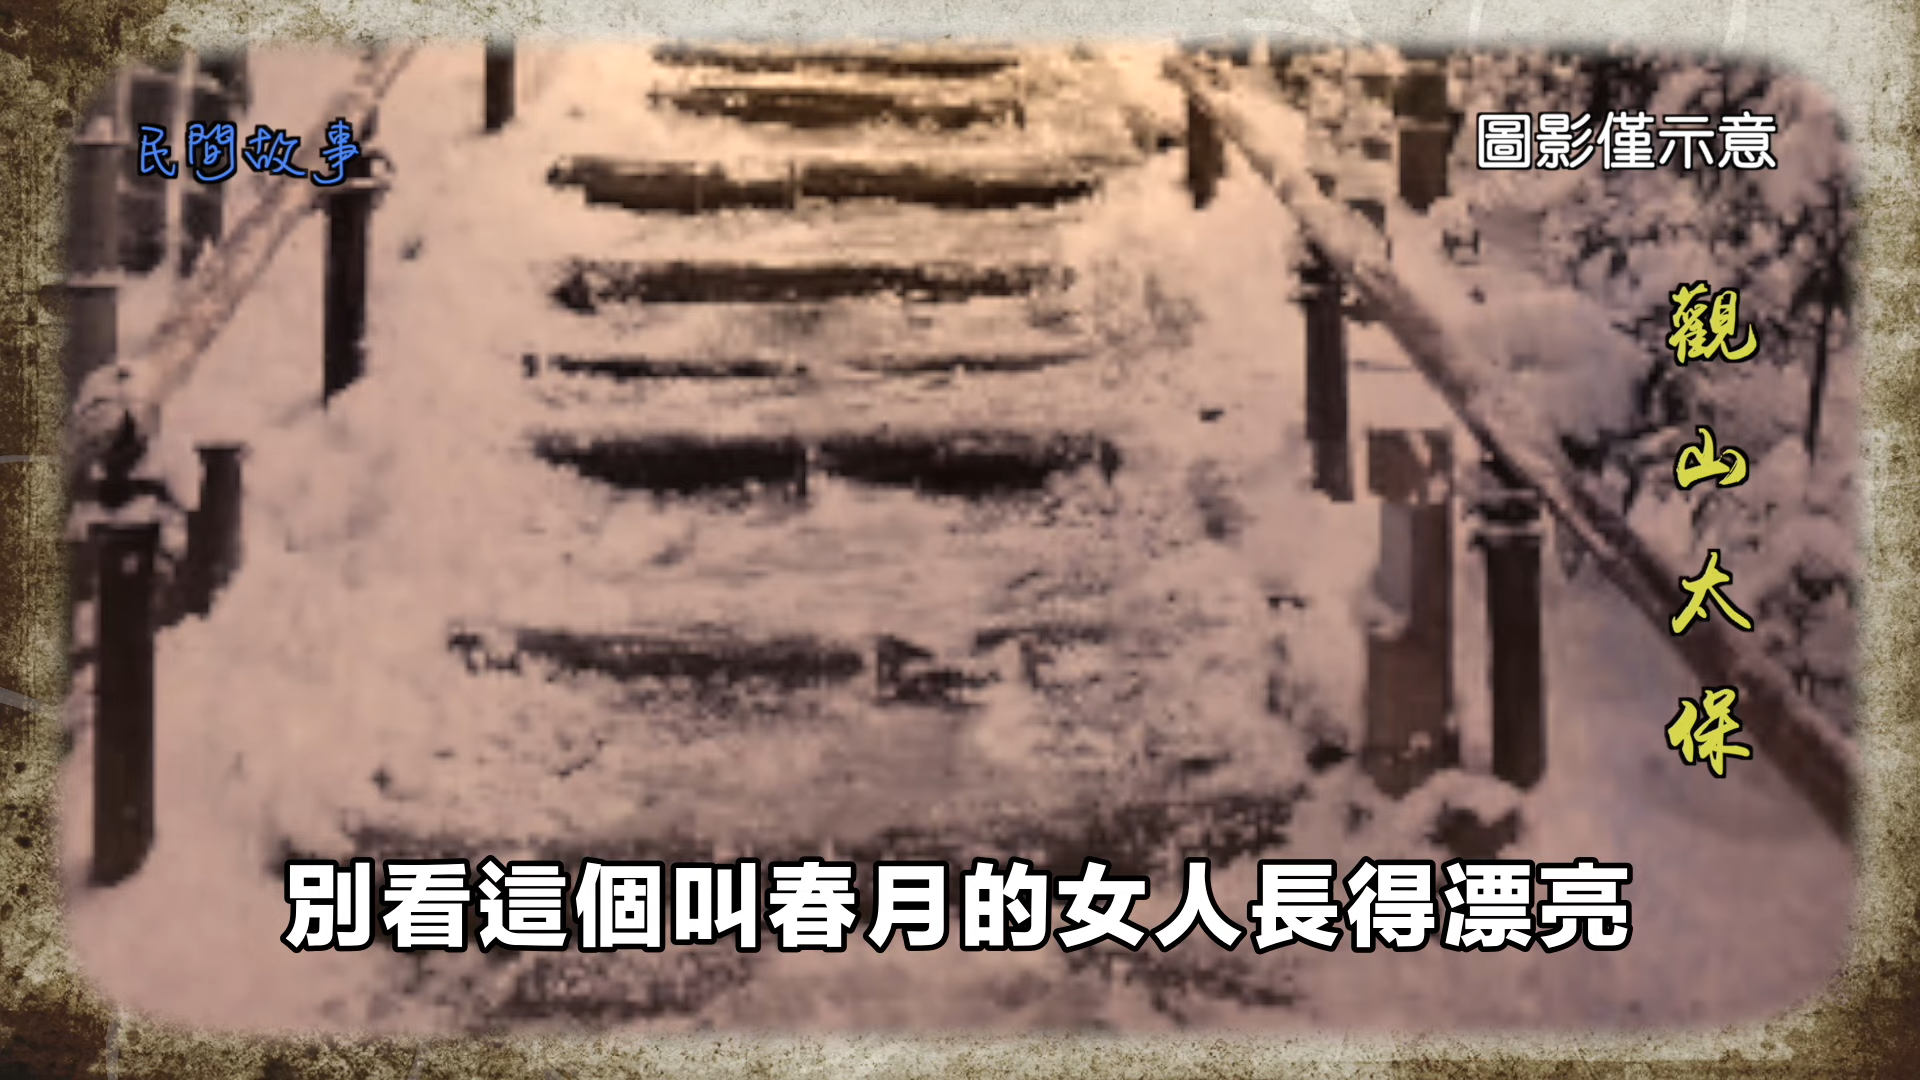 民間故事
圖影僅示意
觀山太保
別看這個叫春月的女人長得漂亮